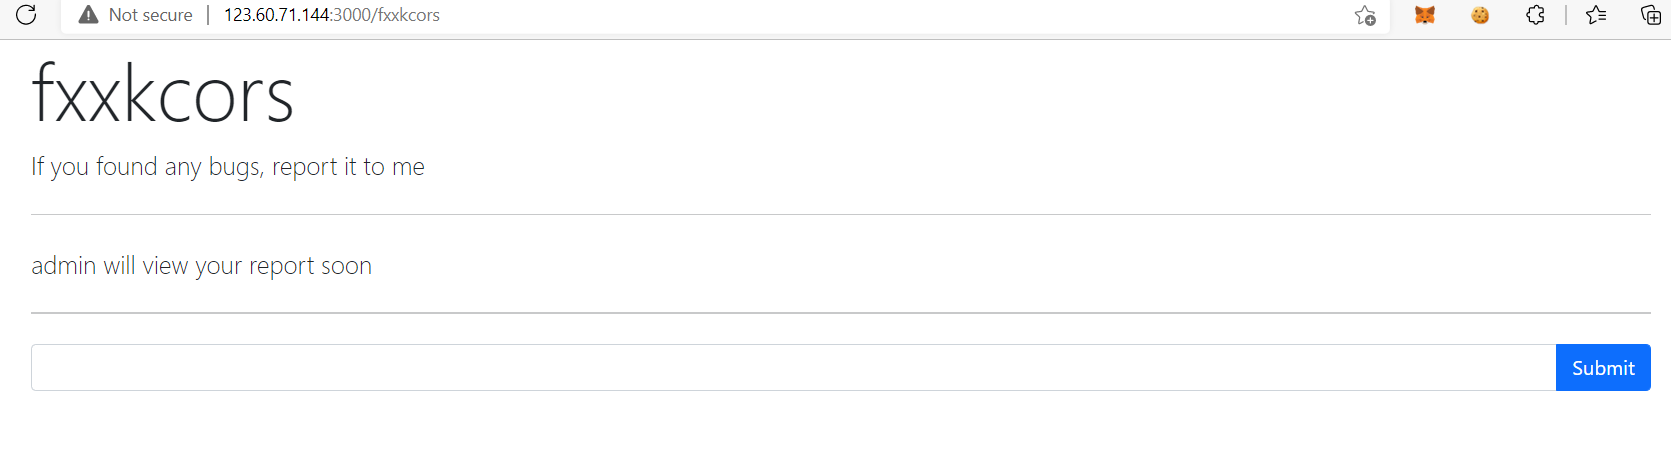 Not secure | 123.60.71.144:3000/fxxkcors
fxxkcors
If you found any bugs, report it to me
admin will view your report soon
Submit